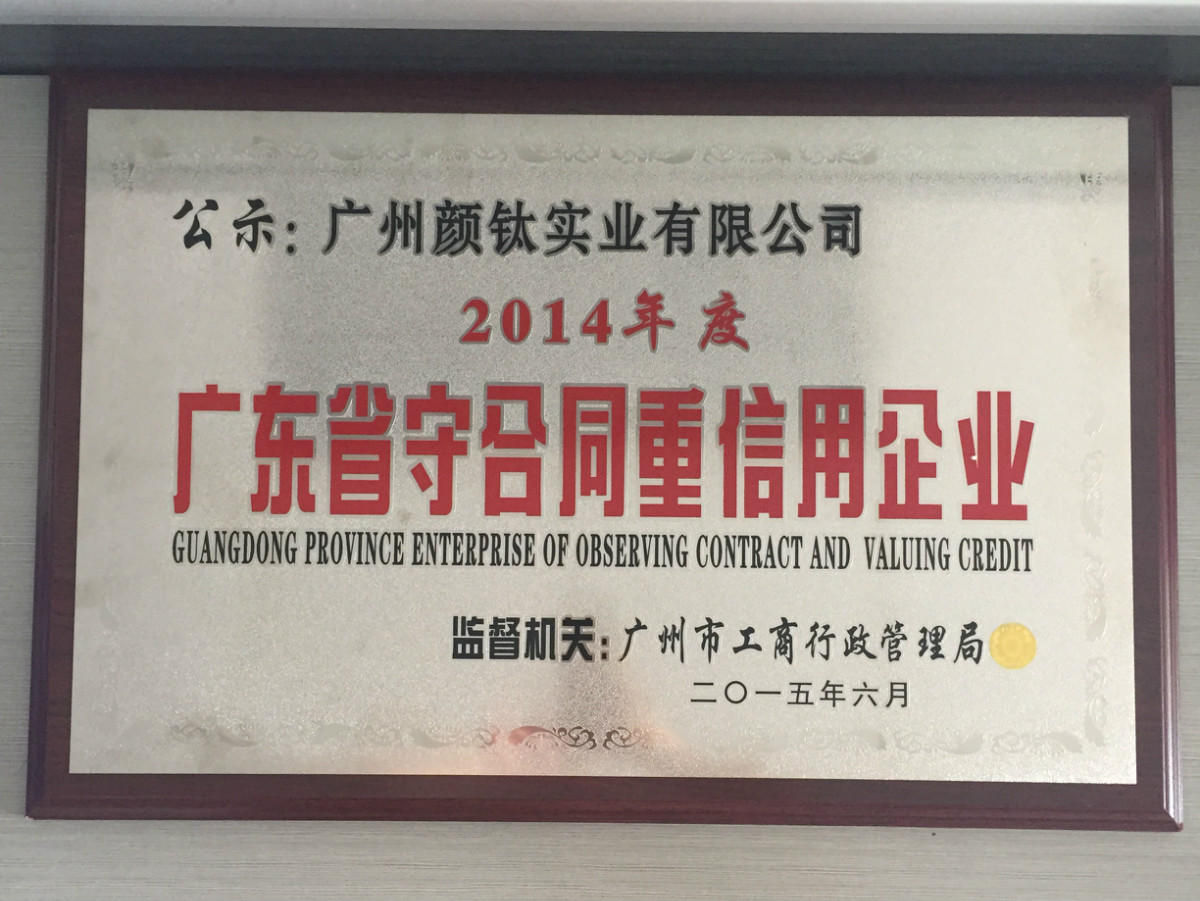 公示：广州颜钛实业有限公司
2014年度
广东省守合同重信用企业
GUANGDONG PROVINCE ENTERPRISE OF OBSERVING CONTRACT AND VALUING CREDIT
监督机关：广州市工商行政管理局
二〇一五年六月